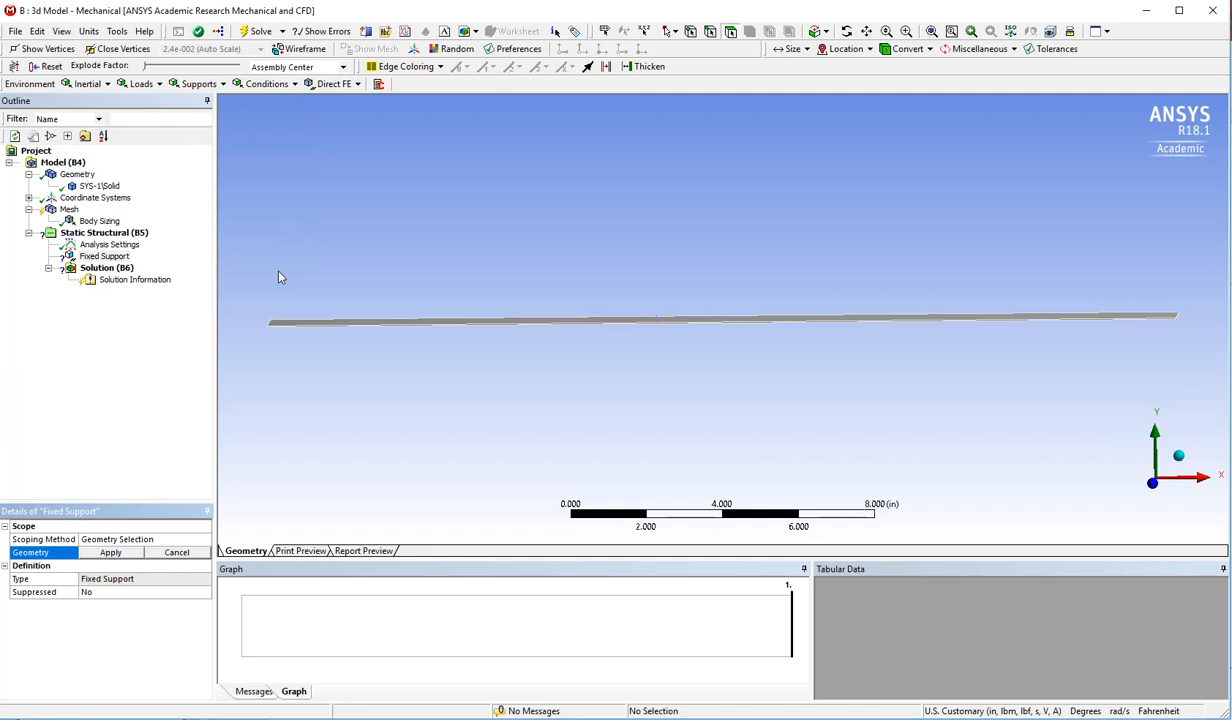 B : 3d Model - Mechanical [ANSYS Academic Research Mechanical and CFD]
File Edit View Units Tools Help Solve Show Errors Worksheet
Show Vertices Close Vertices 2.4e-002 (Auto Scale) Wireframe Show Mesh Random Preferences Size Location Convert Miscellaneous Tolerances
Reset Explode Factor: Assembly Center Edge Coloring Thicken
Environment Inertial Loads Supports Conditions Direct FE
Outline
Filter: Name
Project
Model (B4)
Geometry
SYS-1\Solid
Coordinate Systems
Mesh
Body Sizing
Static Structural (B5)
Analysis Settings
Fixed Support
Solution (B6)
Solution Information
ANSYS
R18.1
Academic
Y
X
0.000 4.000 8.000 (in)
2.000 6.000
Details of "Fixed Support"
Scope
Scoping Method Geometry Selection
Geometry Apply Cancel
Definition
Type Fixed Support
Suppressed No
Geometry Print Preview Report Preview
Graph
1.
Tabular Data
Messages Graph
0 No Messages No Selection U.S. Customary (in, lbm, lbf, s, V, A) Degrees rad/s Fahrenheit